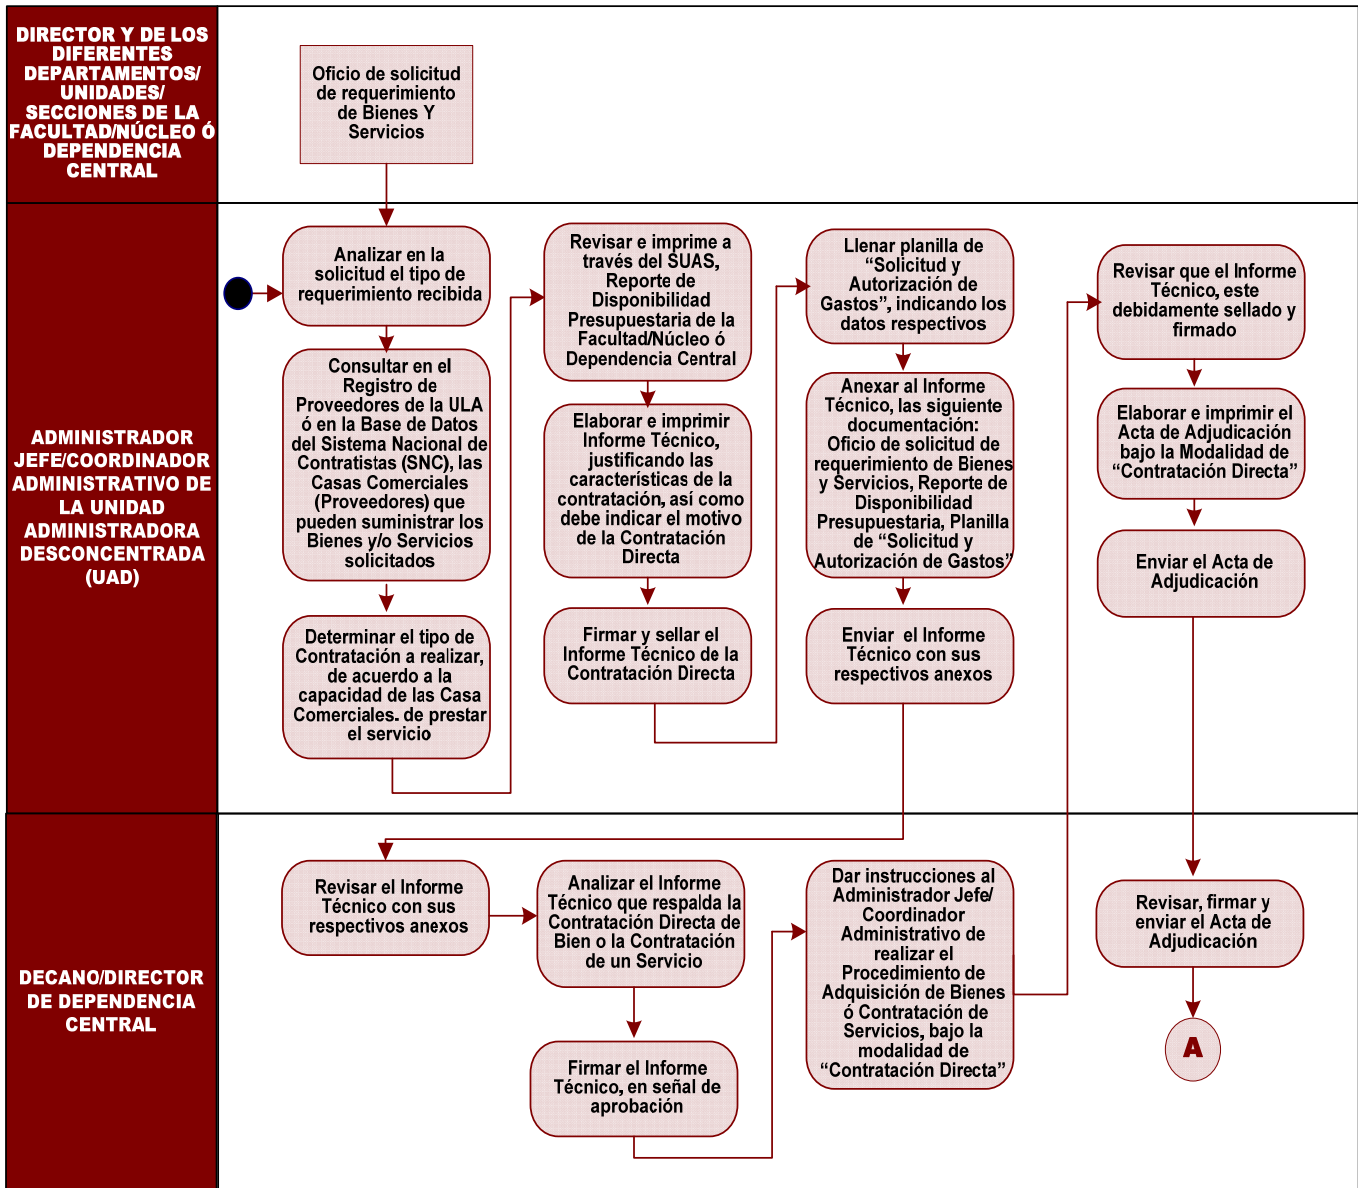 DIRECTOR Y DE LOS
DIFERENTES
DEPARTAMENTOS/
UNIDADES/
SECCIONES DE LA
FACULTAD/NÚCLEO Ó
DEPENDENCIA
CENTRAL
Oficio de solicitud
de requerimiento
de Bienes Y
Servicios
ADMINISTRADOR
JEFE/COORDINADOR
ADMINISTRATIVO DE
LA UNIDAD
ADMINISTRADORA
DESCONCENTRADA
(UAD)
Analizar en la
solicitud el tipo de
requerimiento recibida
Consultar en el
Registro de
Proveedores de la ULA
ó en la Base de Datos
del Sistema Nacional de
Contratistas (SNC), las
Casas Comerciales
(Proveedores) que
pueden suministrar los
Bienes y/o Servicios
solicitados
Determinar el tipo de
Contratación a realizar,
de acuerdo a la
capacidad de las Casa
Comerciales. de prestar
el servicio
Revisar e imprime a
través del SUAS,
Reporte de
Disponibilidad
Presupuestaria de la
Facultad/Núcleo ó
Dependencia Central
Elaborar e imprimir
Informe Técnico,
justificando las
características de la
contratación, así como
debe indicar el motivo
de la Contratación
Directa
Firmar y sellar el
Informe Técnico de la
Contratación Directa
Llenar planilla de
“Solicitud y
Autorización de
Gastos”, indicando los
datos respectivos
Anexar al Informe
Técnico, las siguiente
documentación:
Oficio de solicitud de
requerimiento de Bienes
y Servicios, Reporte de
Disponibilidad
Presupuestaria, Planilla
de “Solicitud y
Autorización de Gastos”
Enviar el Informe
Técnico con sus
respectivos anexos
Revisar que el Informe
Técnico, este
debidamente sellado y
firmado
Elaborar e imprimir el
Acta de Adjudicación
bajo la Modalidad de
“Contratación Directa”
Enviar el Acta de
Adjudicación
DECANO/DIRECTOR
DE DEPENDENCIA
CENTRAL
Revisar el Informe
Técnico con sus
respectivos anexos
Analizar el Informe
Técnico que respalda la
Contratación Directa de
Bien o la Contratación
de un Servicio
Firmar el Informe
Técnico, en señal de
aprobación
Dar instrucciones al
Administrador Jefe/
Coordinador
Administrativo de
realizar el
Procedimiento de
Adquisición de Bienes
ó Contratación de
Servicios, bajo la
modalidad de
“Contratación Directa”
Revisar, firmar y
enviar el Acta de
Adjudicación
A